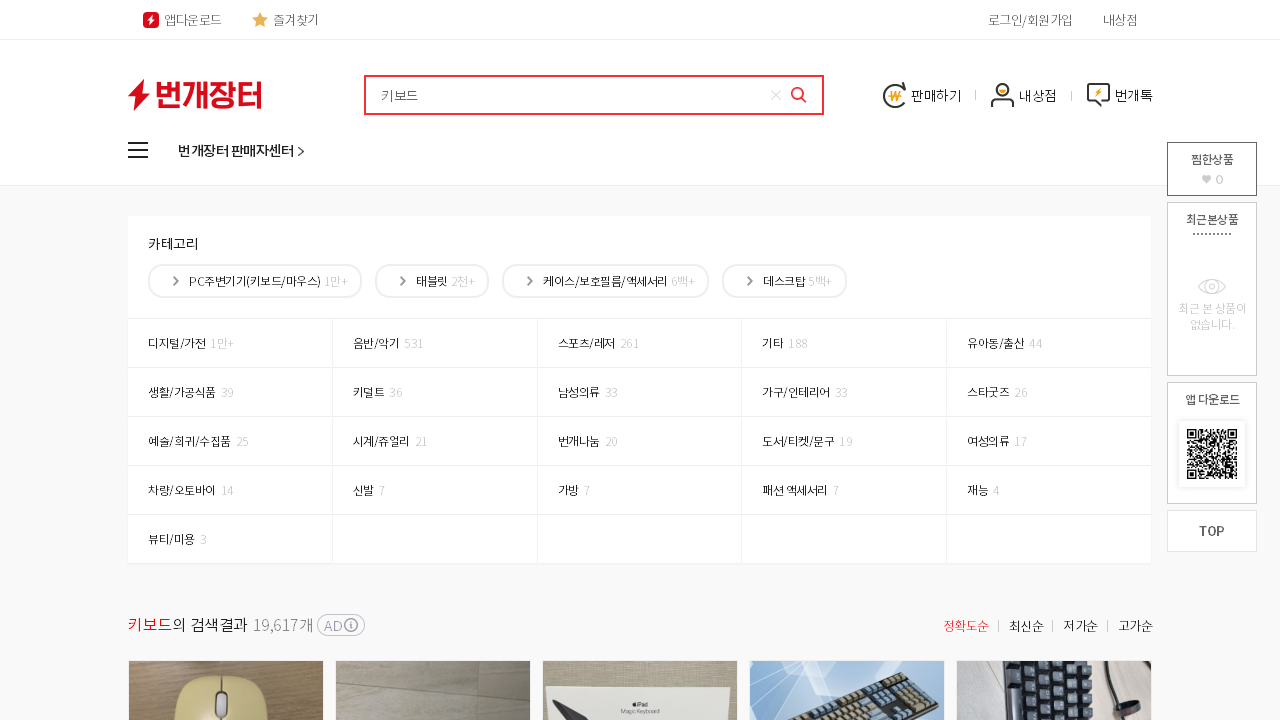 앱다운로드
즐겨찾기
로그인/회원가입
내상점
번개장터
키보드
판매하기
내상점
번개톡
번개장터 판매자센터
찜한상품
0
최근본상품
최근 본 상품이
없습니다.
앱 다운로드
TOP
카테고리
PC주변기기(키보드/마우스) 1만+
태블릿 2천+
케이스/보호필름/액세서리 6백+
데스크탑 5백+
디지털/가전 1만+
음반/악기 531
스포츠/레저 261
기타 188
유아동/출산 44
생활/가공식품 39
키덜트 36
남성의류 33
가구/인테리어 33
스타굿즈 26
예술/희귀/수집품 25
시계/쥬얼리 21
번개나눔 20
도서/티켓/문구 19
여성의류 17
차량/오토바이 14
신발 7
가방 7
패션 액세서리 7
재능 4
뷰티/미용 3
키보드의 검색결과 19,617개 AD
정확도순
최신순
저가순
고가순
iPad
Magic Keyboard